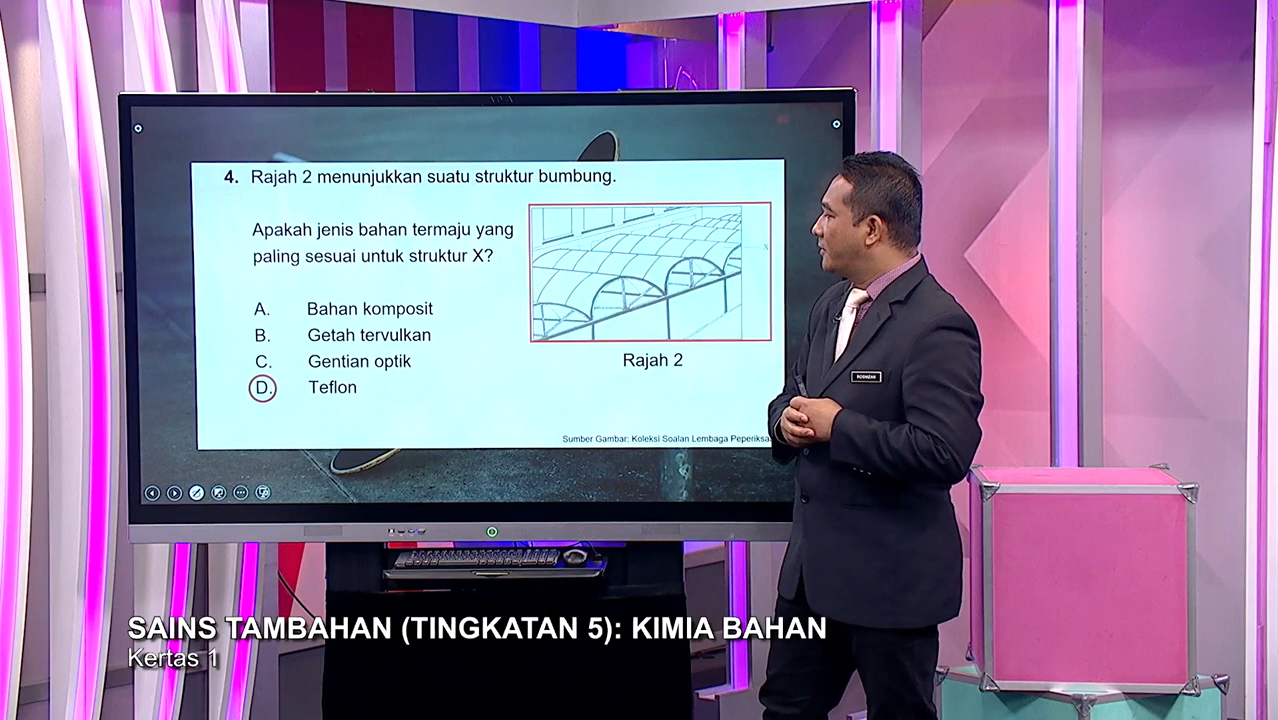 4. Rajah 2 menunjukkan suatu struktur bumbung.
Apakah jenis bahan termaju yang
paling sesuai untuk struktur X?
X
A. Bahan komposit
B. Getah tervulkan
C. Gentian optik
D. Teflon
Rajah 2
Sumber Gambar: Koleksi Soalan Lembaga Peperiksa
ROSNIZAM
SAINS TAMBAHAN (TINGKATAN 5): KIMIA BAHAN
Kertas 1